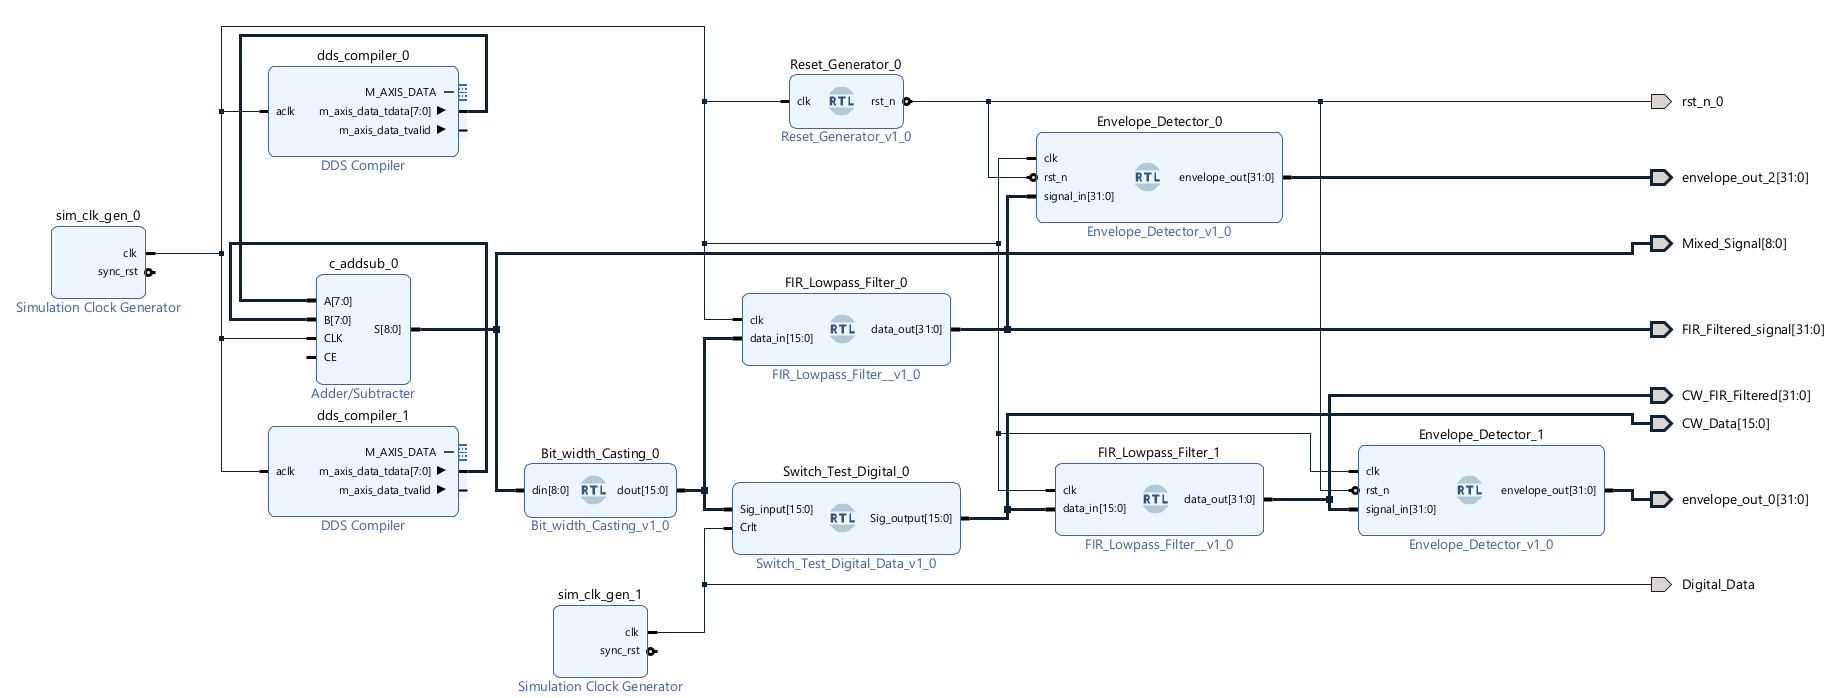 dds_compiler_0
M_AXIS_DATA
aclk
m_axis_data_tdata[7:0]
m_axis_data_tvalid
DDS Compiler
Reset_Generator_0
clk
RTL
rst_n
Reset_Generator_v1_0
rst_n_0
Envelope_Detector_0
clk
rst_n
signal_in[31:0]
RTL
envelope_out[31:0]
Envelope_Detector_v1_0
envelope_out_2[31:0]
sim_clk_gen_0
clk
sync_rst
Simulation Clock Generator
Mixed_Signal[8:0]
c_addsub_0
A[7:0]
B[7:0]
CLK
CE
S[8:0]
Adder/Subtracter
FIR_Lowpass_Filter_0
clk
data_in[15:0]
RTL
data_out[31:0]
FIR_Lowpass_Filter__v1_0
FIR_Filtered_signal[31:0]
CW_FIR_Filtered[31:0]
CW_Data[15:0]
dds_compiler_1
M_AXIS_DATA
aclk
m_axis_data_tdata[7:0]
m_axis_data_tvalid
DDS Compiler
Bit_width_Casting_0
din[8:0]
RTL
dout[15:0]
Bit_width_Casting_v1_0
Switch_Test_Digital_0
Sig_input[15:0]
Crlt
RTL
Sig_output[15:0]
Switch_Test_Digital_Data_v1_0
FIR_Lowpass_Filter_1
clk
data_in[15:0]
RTL
data_out[31:0]
FIR_Lowpass_Filter__v1_0
Envelope_Detector_1
clk
rst_n
signal_in[31:0]
RTL
envelope_out[31:0]
Envelope_Detector_v1_0
envelope_out_0[31:0]
Digital_Data
sim_clk_gen_1
clk
sync_rst
Simulation Clock Generator